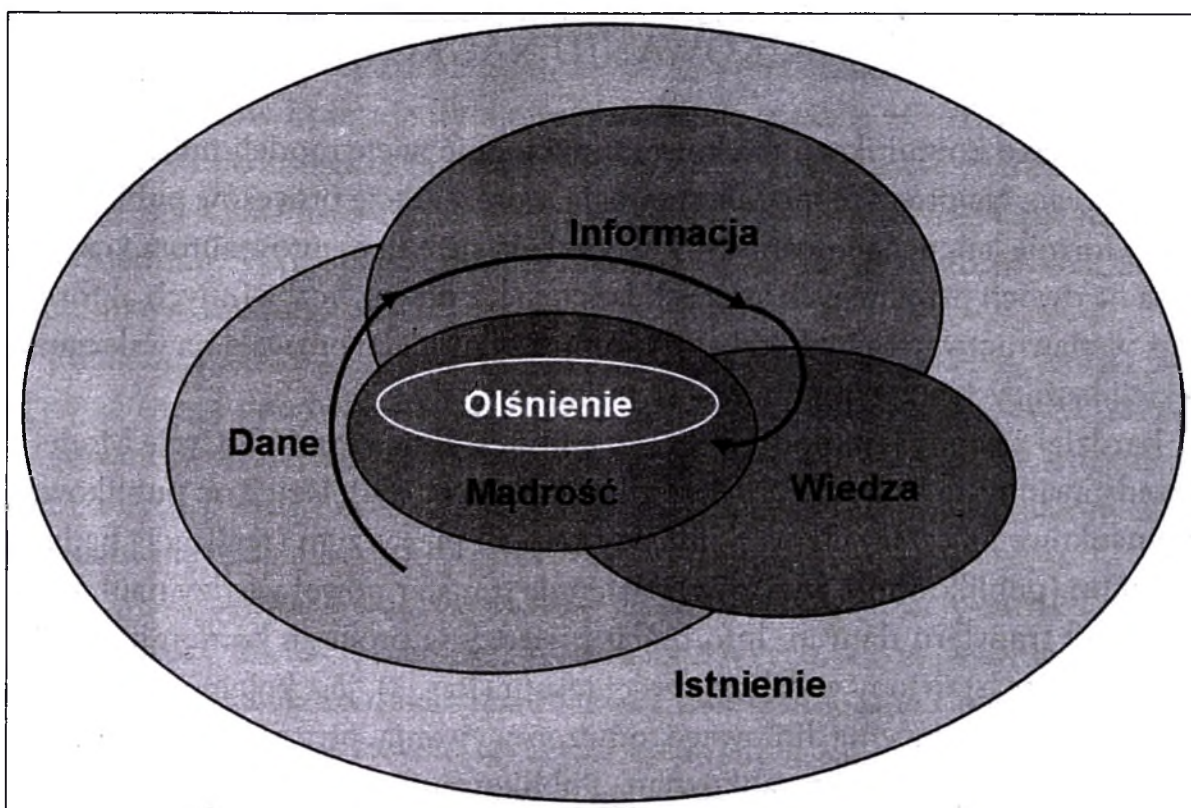 Informacja
Olśnienie
Dane
Mądrość
Wiedza
Istnienie